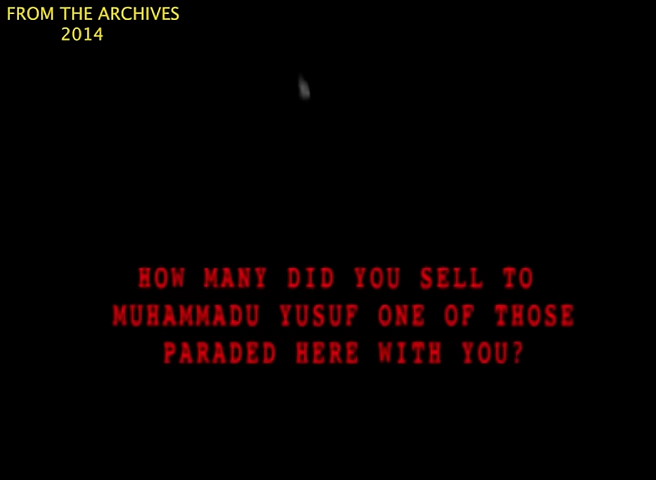 FROM THE ARCHIVES
2014
HOW MANY DID YOU SELL TO
MUHAMMADU YUSUF ONE OF THOSE
PARADED HERE WITH YOU?